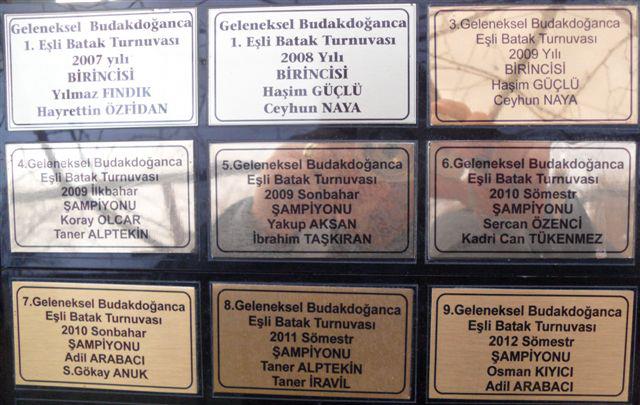 Geleneksel Budakdoğanca
1. Eşli Batak Turnuvası
2007 yılı
BİRİNCİSİ
Yılmaz FINDIK
Hayrettin ÖZFİDAN
Geleneksel Budakdoğanca
1. Eşli Batak Turnuvası
2008 Yılı
BİRİNCİSİ
Haşim GÜÇLÜ
Ceyhun NAYA
3.Geleneksel Budakdoğanca
Eşli Batak Turnuvası
2009 Yılı
BİRİNCİSİ
Haşim GÜÇLÜ
Ceyhun NAYA
4.Geleneksel Budakdoğanca
Eşli Batak Turnuvası
2009 İlkbahar
ŞAMPİYONU
Koray OLCAR
Taner ALPTEKİN
5.Geleneksel Budakdoğanca
Eşli Batak Turnuvası
2009 Sonbahar
ŞAMPİYONU
Yakup AKSAN
İbrahim TAŞKIRAN
6.Geleneksel Budakdoğanca
Eşli Batak Turnuvası
2010 Sömestr
ŞAMPİYONU
Sercan ÖZENCİ
Kadri Can TÜKENMEZ
7.Geleneksel Budakdoğanca
Eşli Batak Turnuvası
2010 Sonbahar
ŞAMPİYONU
Adil ARABACI
S.Gökay ANUK
8.Geleneksel Budakdoğanca
Eşli Batak Turnuvası
2011 Sömestr
ŞAMPİYONU
Taner ALPTEKİN
Taner İRAVİL
9.Geleneksel Budakdoğanca
Eşli Batak Turnuvası
2012 Sömestr
ŞAMPİYONU
Osman KIYICI
Adil ARABACI